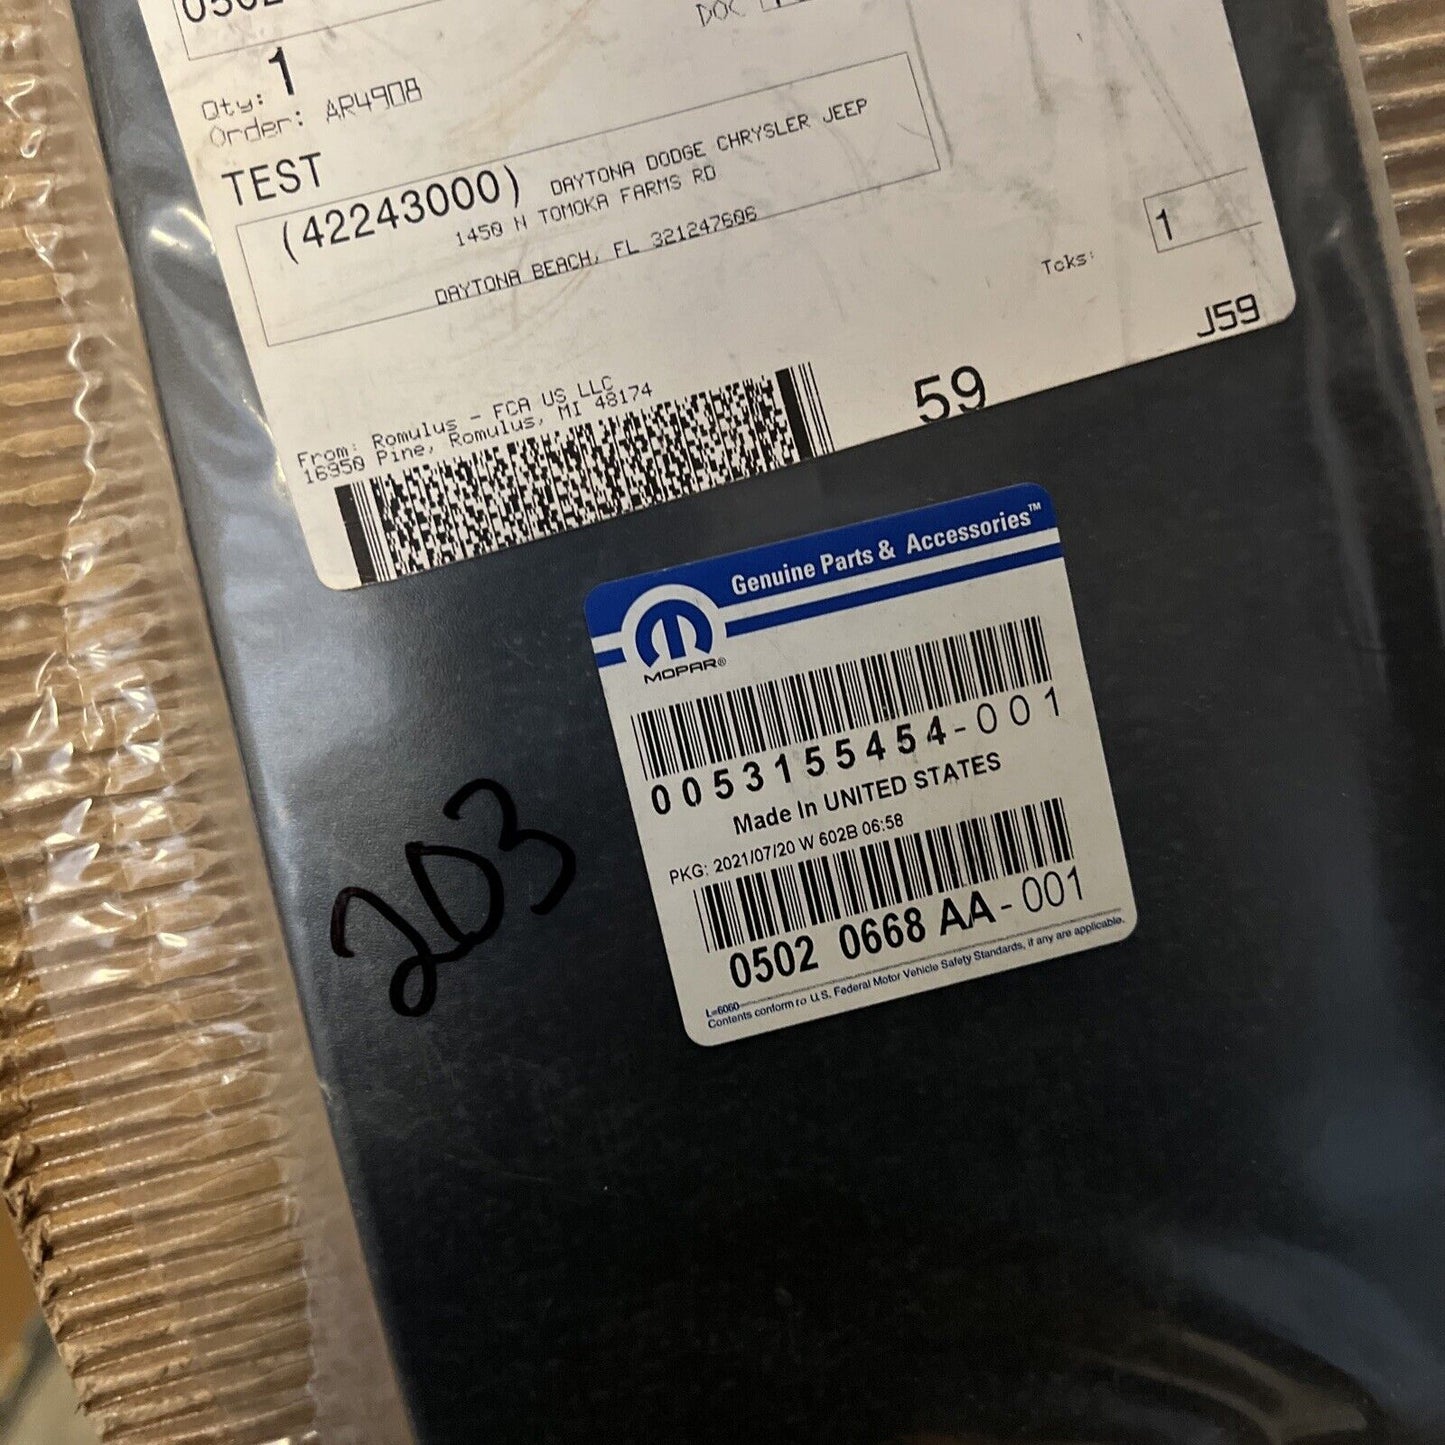 Qty: 1
Order: AR4908
TEST
(42243000) DAYTONA DODGE CHRYSLER JEEP
1450 N TOMOKA FARMS RD
DAYTONA BEACH, FL 321247606
Tcks: 1
J59
59
From: Romulus - FCA US LLC
16950 Pine, Romulus, MI 48174
Genuine Parts & Accessories™
MOPAR®
0053155454-001
Made In UNITED STATES
PKG: 2021/07/20 W 602B 06:58
0502 0668 AA-001
L=6060
Contents conform to U.S. Federal Motor Vehicle Safety Standards, if any are applicable.
203